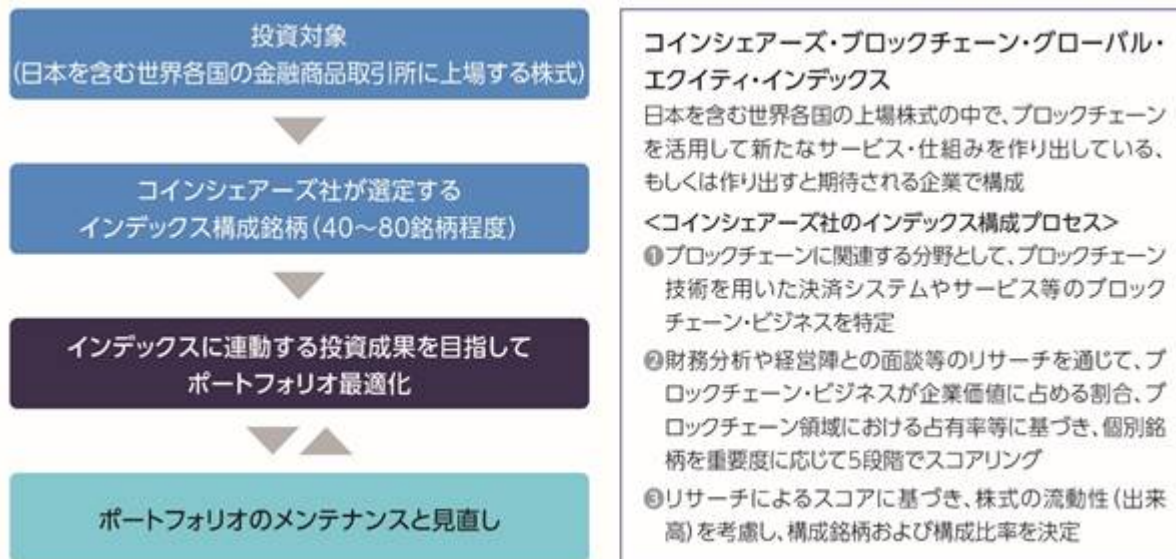 投資対象
(日本を含む世界各国の金融商品取引所に上場する株式)
コインシェアーズ社が選定する
インデックス構成銘柄(40～80銘柄程度)
インデックスに連動する投資成果を目指して
ポートフォリオ最適化
ポートフォリオのメンテナンスと見直し
コインシェアーズ・ブロックチェーン・グローバル・
エクイティ・インデックス
日本を含む世界各国の上場株式の中で、ブロックチェーン
を活用して新たなサービス・仕組みを作り出している、
もしくは作り出すと期待される企業で構成
<コインシェアーズ社のインデックス構成プロセス>
❶ブロックチェーンに関連する分野として、ブロックチェーン
技術を用いた決済システムやサービス等のブロック
チェーン・ビジネスを特定
❷財務分析や経営陣との面談等のリサーチを通じて、ブ
ロックチェーン・ビジネスが企業価値に占める割合、ブ
ロックチェーン領域における占有率等に基づき、個別銘
柄を重要度に応じて5段階でスコアリング
❸リサーチによるスコアに基づき、株式の流動性(出来
高)を考慮し、構成銘柄および構成比率を決定